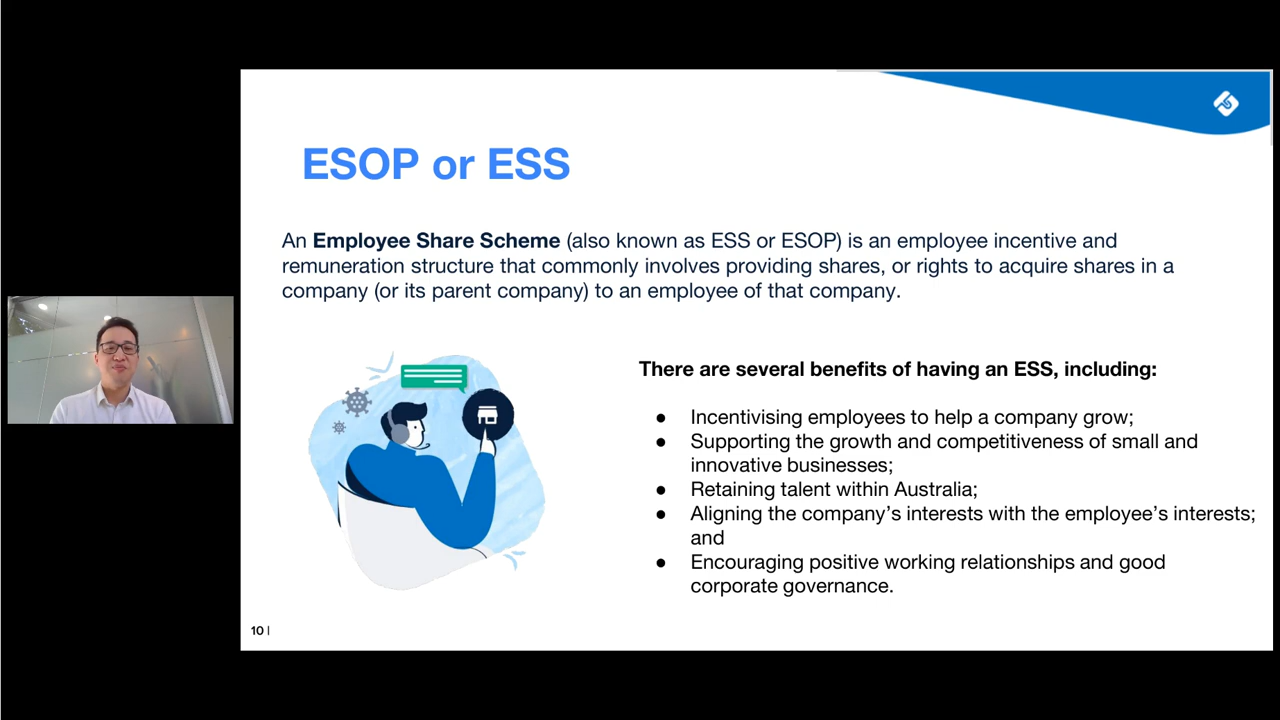 ESOP or ESS
An Employee Share Scheme (also known as ESS or ESOP) is an employee incentive and
remuneration structure that commonly involves providing shares, or rights to acquire shares in a
company (or its parent company) to an employee of that company.
There are several benefits of having an ESS, including:
● Incentivising employees to help a company grow;
● Supporting the growth and competitiveness of small and
innovative businesses;
● Retaining talent within Australia;
● Aligning the company’s interests with the employee’s interests;
and
● Encouraging positive working relationships and good
corporate governance.
10 |